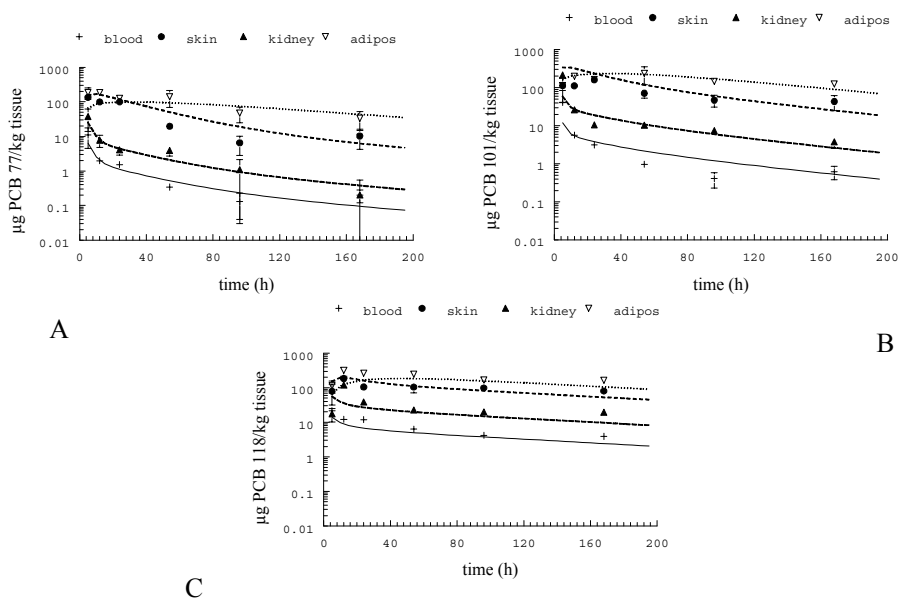 blood skin kidney adipos
1000
100
10
1
0.1
0.01
µg PCB 77/kg tissue
0 40 80 120 160 200
time (h)
A
blood skin kidney adipos
1000
100
10
1
0.1
0.01
µg PCB 101/kg tissue
0 40 80 120 160 200
time (h)
B
blood skin kidney adipos
1000
100
10
1
0.1
0.01
µg PCB 118/kg tissue
0 40 80 120 160 200
time (h)
C